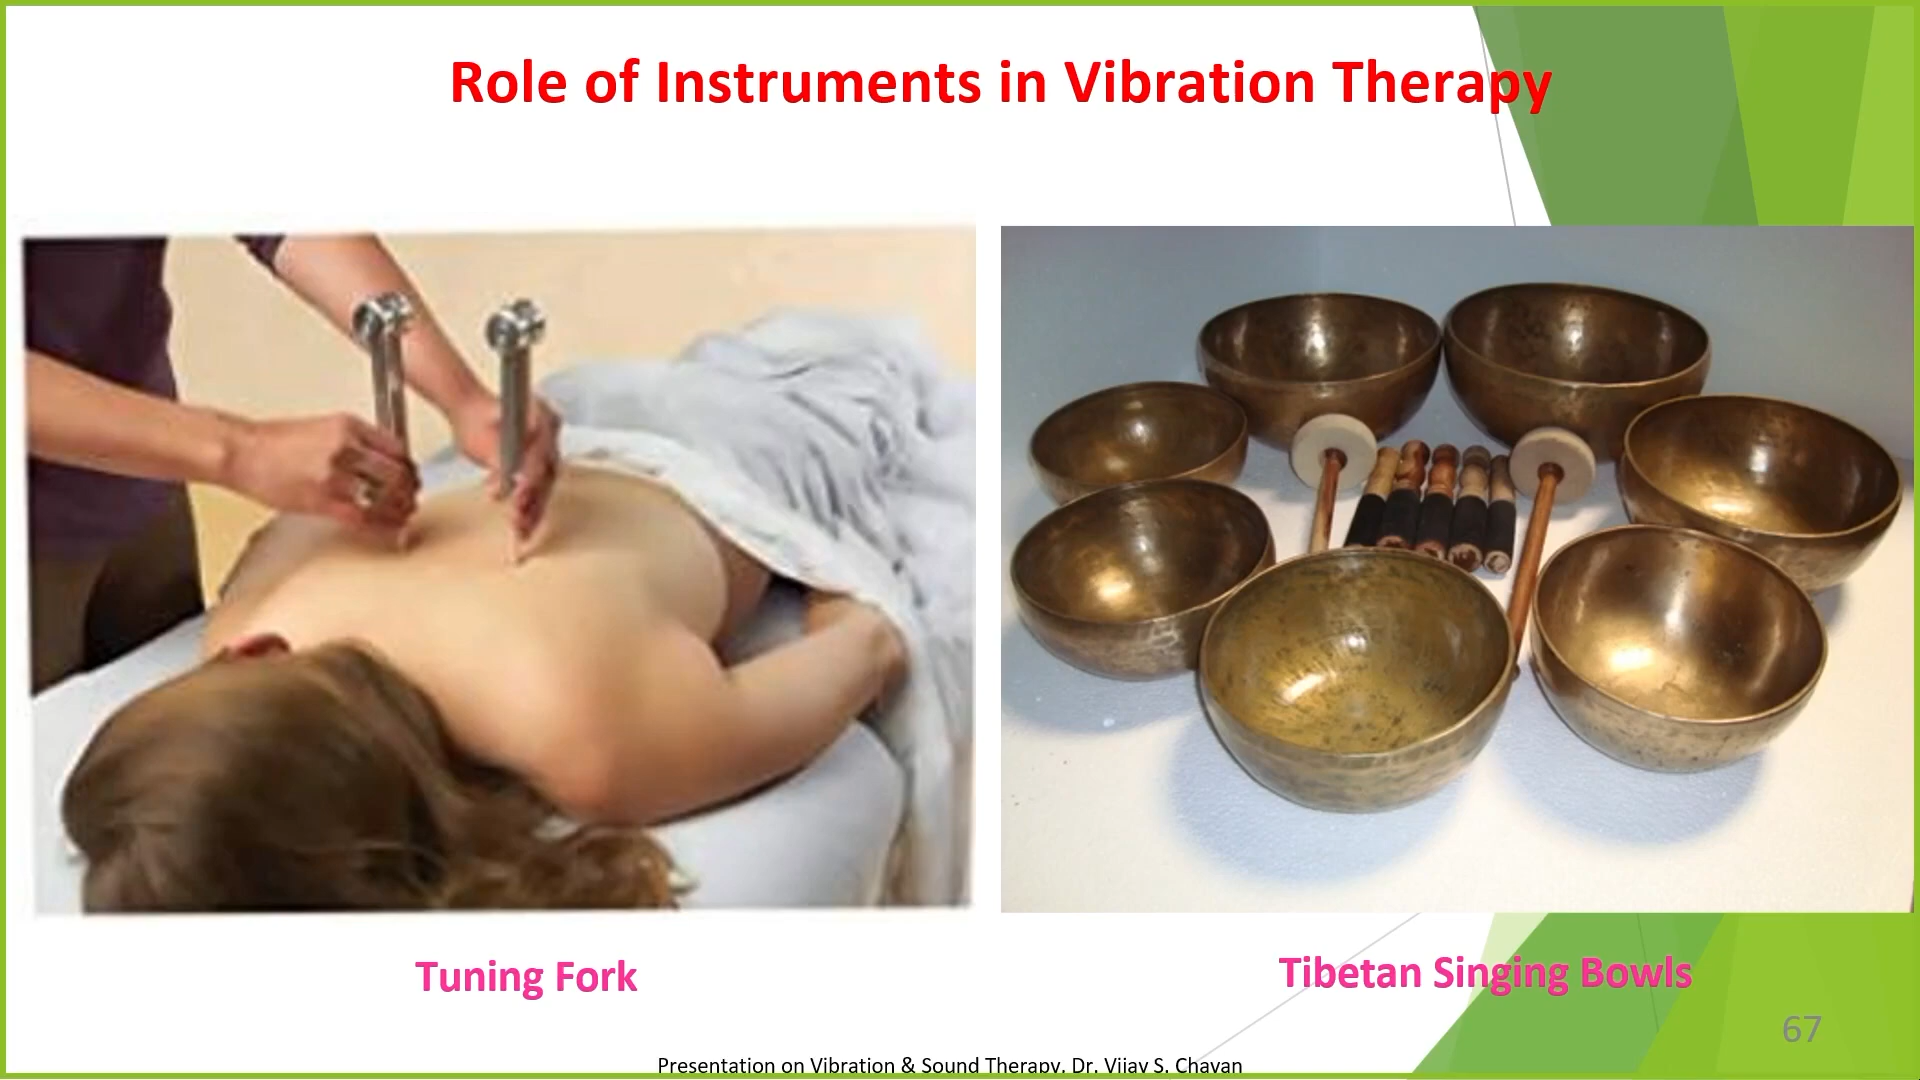 Role of Instruments in Vibration Therapy
Tuning Fork
Tibetan Singing Bowls
67
Presentation on Vibration & Sound Therapy. Dr. Vijay S. Chavan